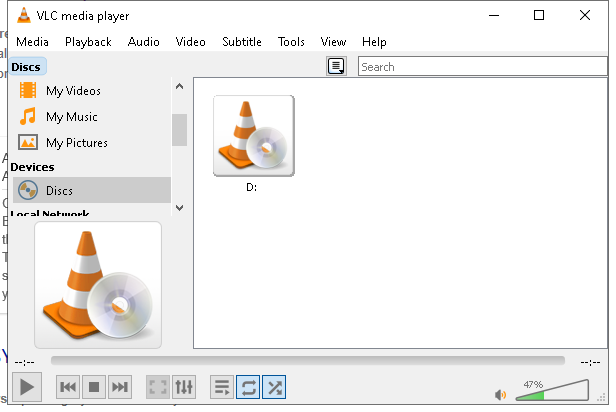 VLC media player
Media Playback Audio Video Subtitle Tools View Help
Discs
Search
My Videos
My Music
My Pictures
Devices
Discs
Local Network
D:
--:-- --:--
47%